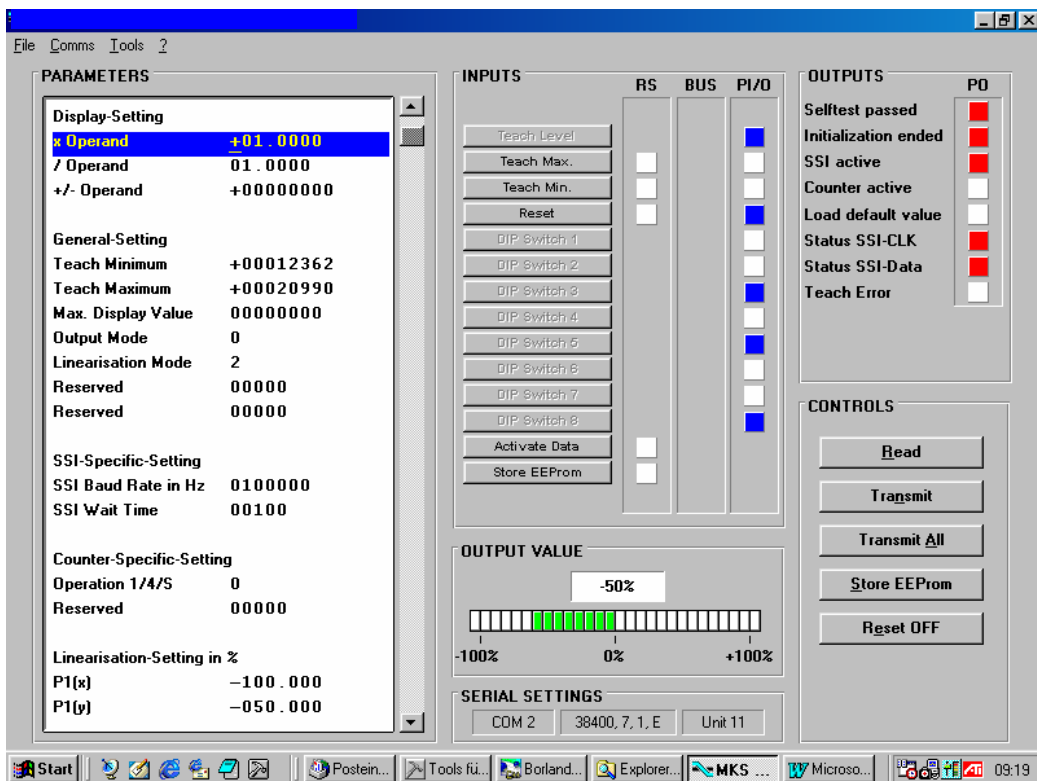 File Comms Tools ?
PARAMETERS
Display-Setting
x Operand +01.0000
/ Operand 01.0000
+/- Operand +00000000
General-Setting
Teach Minimum +00012362
Teach Maximum +00020990
Max. Display Value 00000000
Output Mode 0
Linearisation Mode 2
Reserved 00000
Reserved 00000
SSI-Specific-Setting
SSI Baud Rate in Hz 0100000
SSI Wait Time 00100
Counter-Specific-Setting
Operation 1/4/S 0
Reserved 00000
Linearisation-Setting in %
P1(x) -100.000
P1(y) -050.000
INPUTS
RS BUS PI/O
Teach Level
Teach Max.
Teach Min.
Reset
DIP Switch 1
DIP Switch 2
DIP Switch 3
DIP Switch 4
DIP Switch 5
DIP Switch 6
DIP Switch 7
DIP Switch 8
Activate Data
Store EEProm
OUTPUT VALUE
-50%
-100% 0% +100%
SERIAL SETTINGS
COM 2 38400, 7, 1, E Unit 11
OUTPUTS
PO
Selftest passed
Initialization ended
SSI active
Counter active
Load default value
Status SSI-CLK
Status SSI-Data
Teach Error
CONTROLS
Read
Transmit
Transmit All
Store EEProm
Reset OFF
Start Postein... Tools fü... Borland... Explorer... MKS ... Microso... ATI 09:19